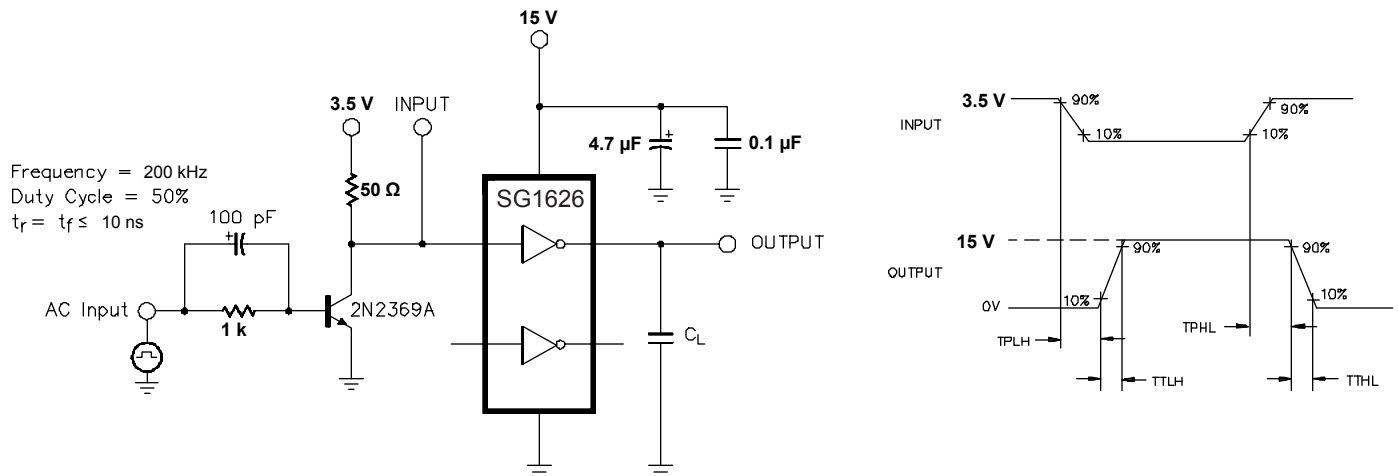 15 V
3.5 V
INPUT
4.7 µF
+
0.1 µF
Frequency = 200 kHz
Duty Cycle = 50%
tr = tf ≤ 10 ns
50 Ω
SG1626
100 pF
+
OUTPUT
AC Input
1 k
2N2369A
CL
3.5 V
INPUT
90%
10%
90%
10%
15 V
OUTPUT
0V
90%
10%
90%
10%
TPLH
TPHL
TTLH
TTHL